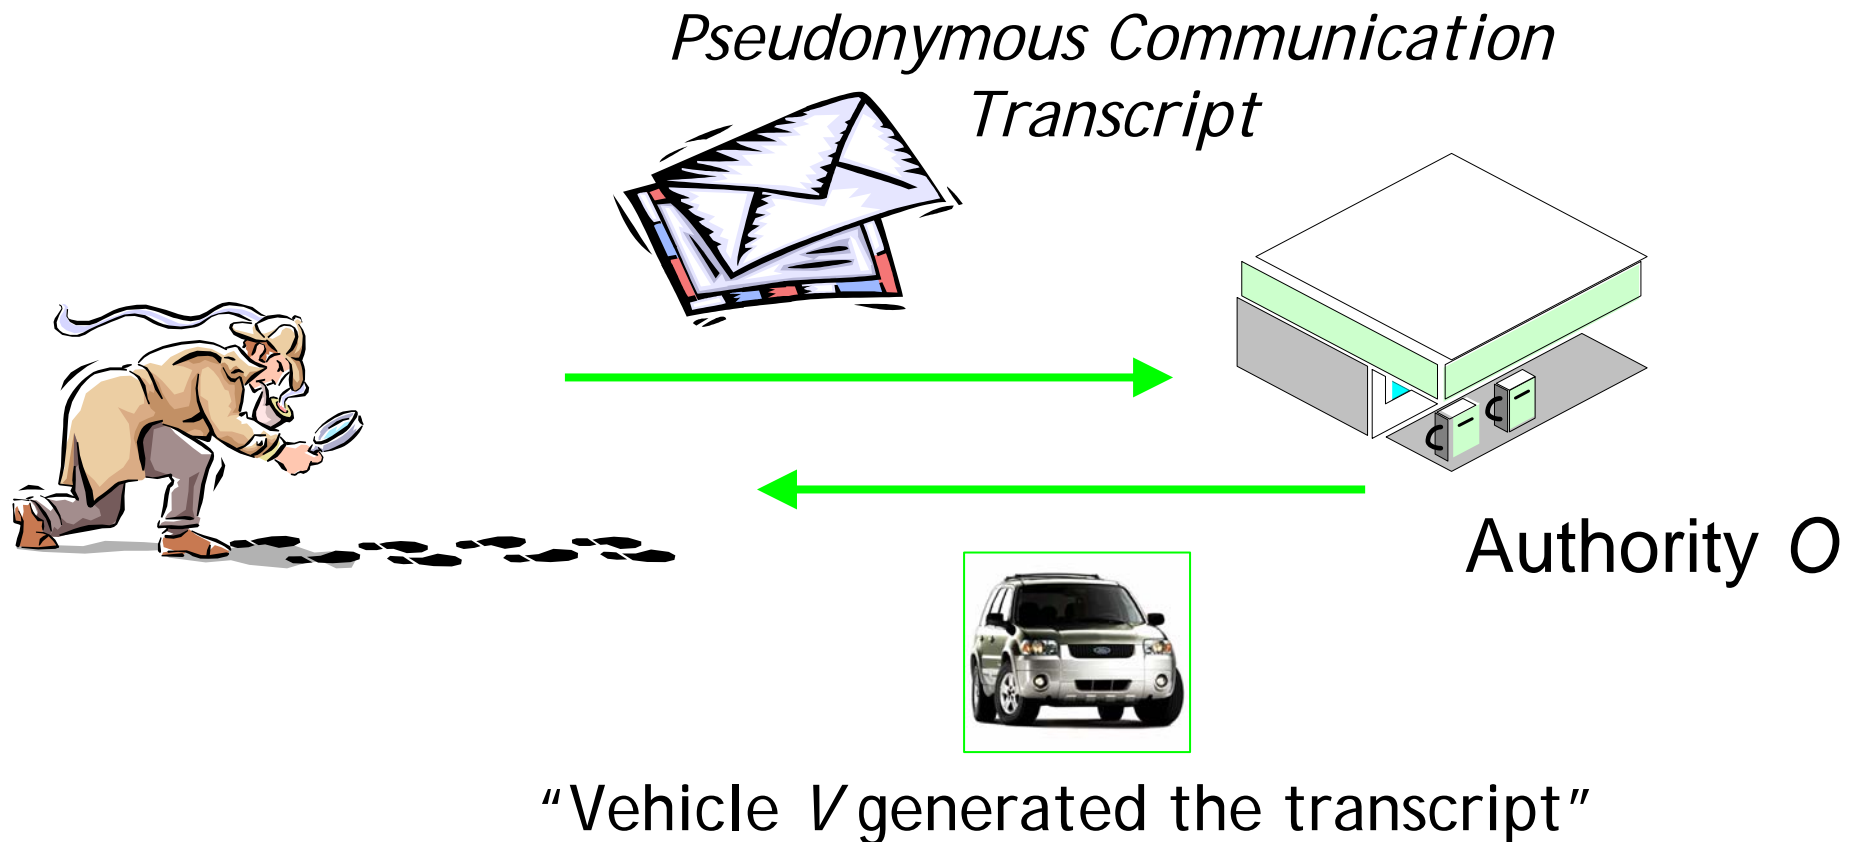 Pseudonymous Communication
Transcript
Authority O
"Vehicle V generated the transcript"